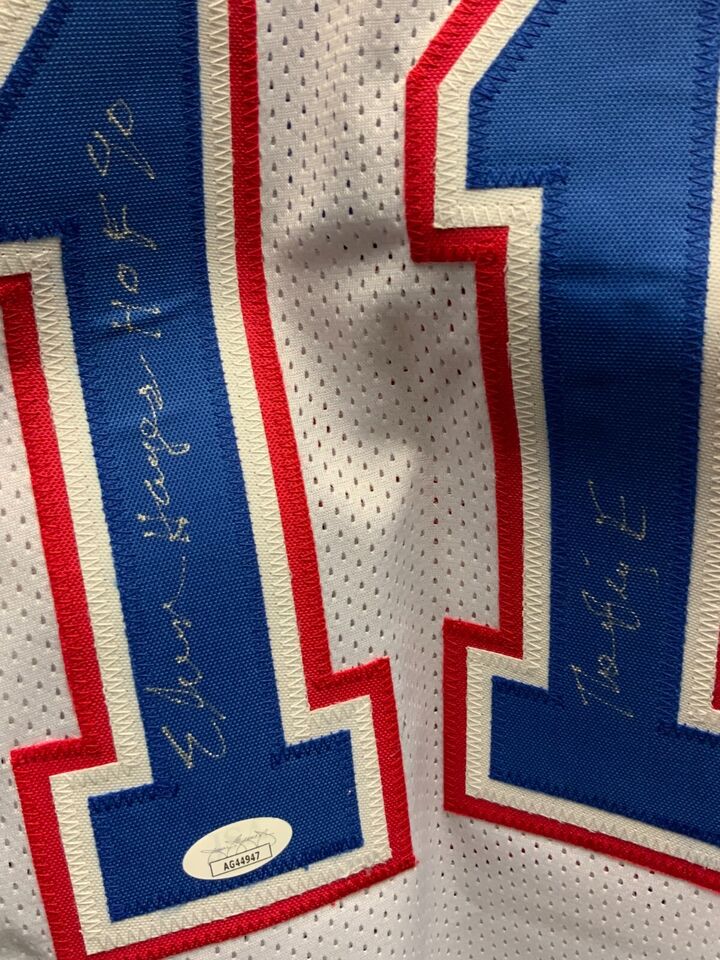 Elvin Hayes HOF 90
The Big E
AG44947